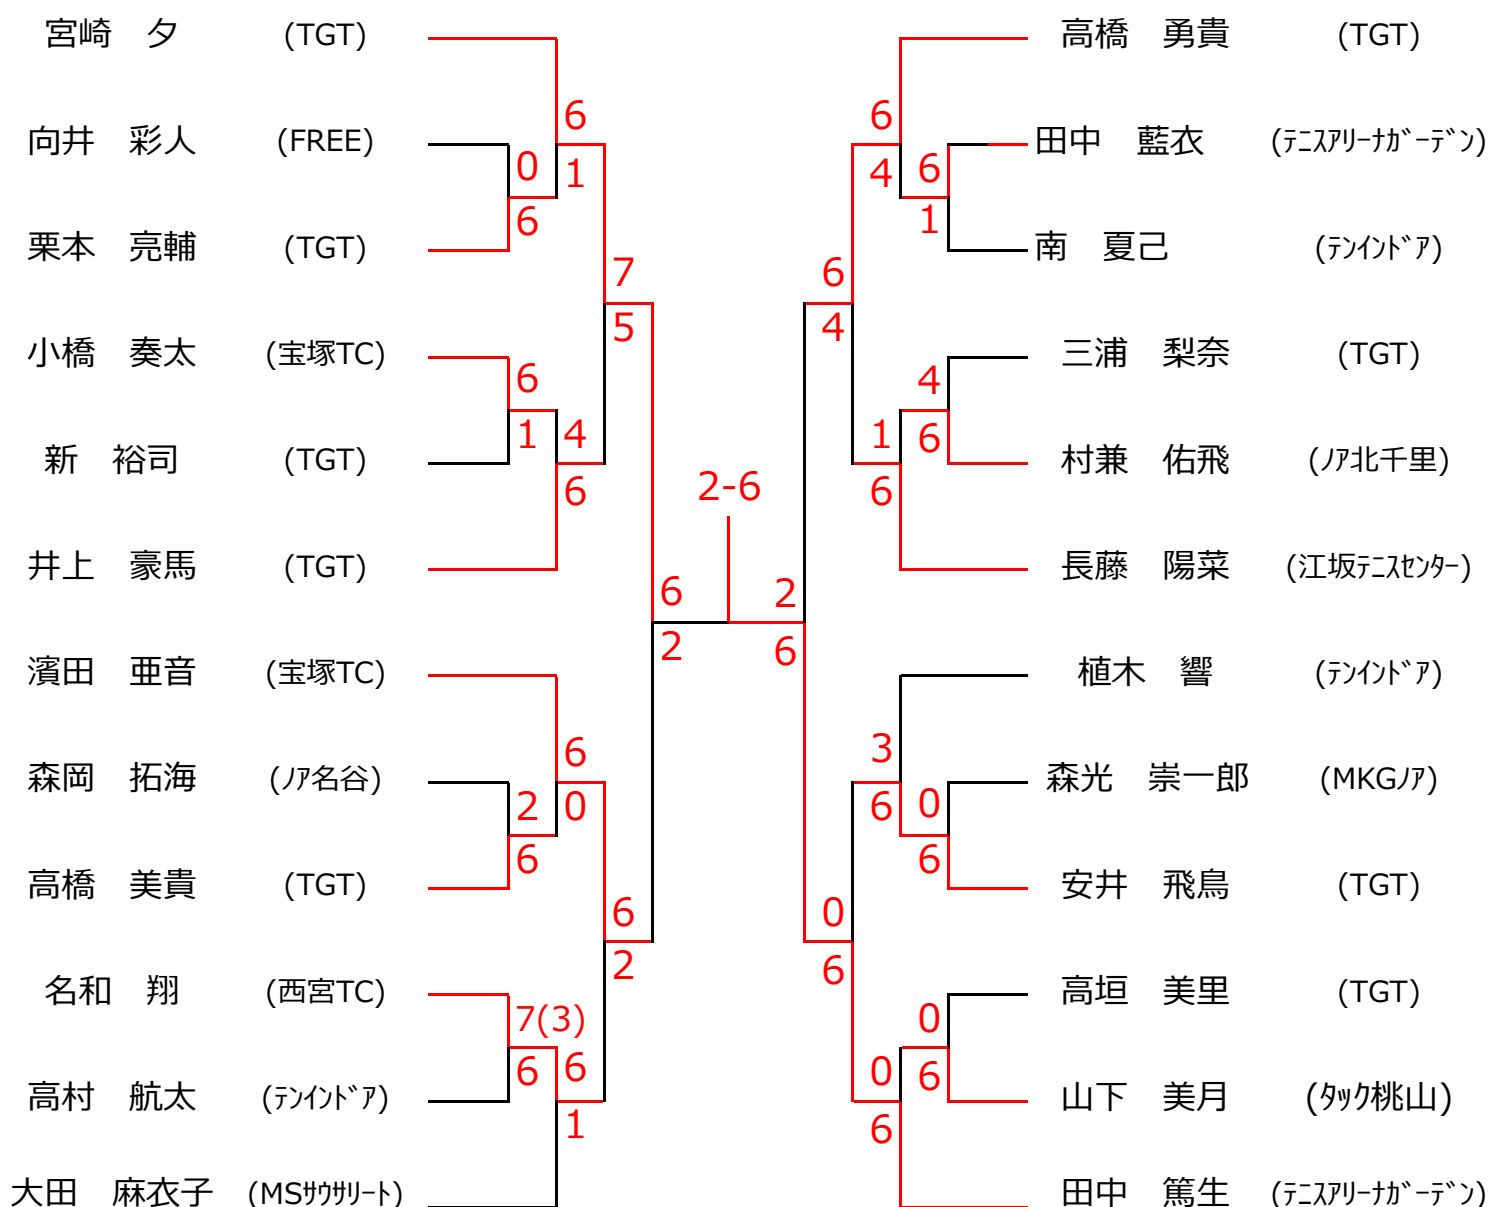 宮崎　夕　(TGT)
6
向井　彩人　(FREE)
0
1
栗本　亮輔　(TGT)
6
7
小橋　奏太　(宝塚TC)
6
5
新　裕司　(TGT)
1
4
6
井上　豪馬　(TGT)
6
濱田　亜音　(宝塚TC)
2
6
森岡　拓海　(ﾉｱ名谷)
2
0
高橋　美貴　(TGT)
6
6
名和　翔　(西宮TC)
2
7(3)
高村　航太　(ﾃﾝｲﾝﾄﾞｱ)
6
6
1
大田　麻衣子　(MSｻｳｻﾘｰﾄ)
2-6
高橋　勇貴　(TGT)
6
田中　藍衣　(ﾃﾆｽｱﾘｰﾅｶﾞｰﾃﾞﾝ)
4
6
南　夏己　(ﾃﾝｲﾝﾄﾞｱ)
1
6
三浦　梨奈　(TGT)
4
4
村兼　佑飛　(ﾉｱ北千里)
1
6
6
長藤　陽菜　(江坂ﾃﾆｽｾﾝﾀｰ)
2
植木　響　(ﾃﾝｲﾝﾄﾞｱ)
6
3
森光　崇一郎　(MKGﾉｱ)
6
0
安井　飛鳥　(TGT)
6
0
高垣　美里　(TGT)
6
0
山下　美月　(ﾀｯｸ桃山)
0
6
6
田中　篤生　(ﾃﾆｽｱﾘｰﾅｶﾞｰﾃﾞﾝ)